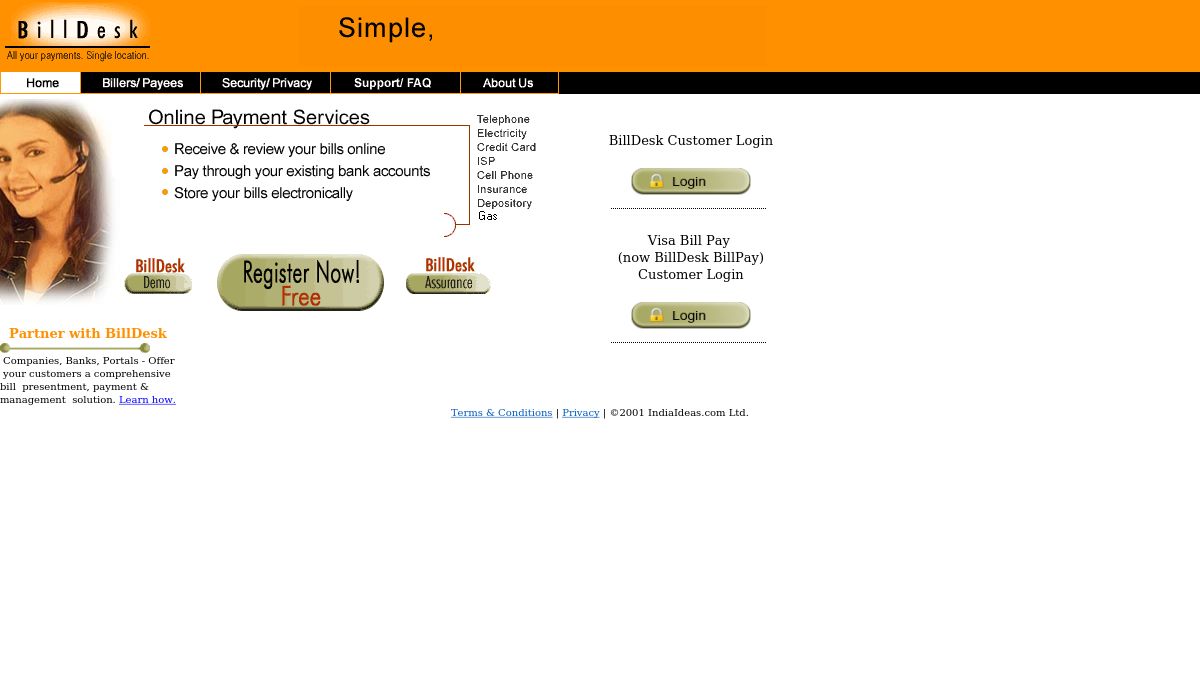 BillDesk
All your payments. Single location.
Simple,
Home
Billers/ Payees
Security/ Privacy
Support/ FAQ
About Us
Online Payment Services
Receive & review your bills online
Pay through your existing bank accounts
Store your bills electronically
Telephone
Electricity
Credit Card
ISP
Cell Phone
Insurance
Depository
Gas
BillDesk
Demo
Register Now!
Free
BillDesk
Assurance
BillDesk Customer Login
Login
Visa Bill Pay
(now BillDesk BillPay)
Customer Login
Login
Partner with BillDesk
Companies, Banks, Portals - Offer
your customers a comprehensive
bill presentment, payment &
management solution. Learn how.
Terms & Conditions | Privacy | ©2001 IndiaIdeas.com Ltd.